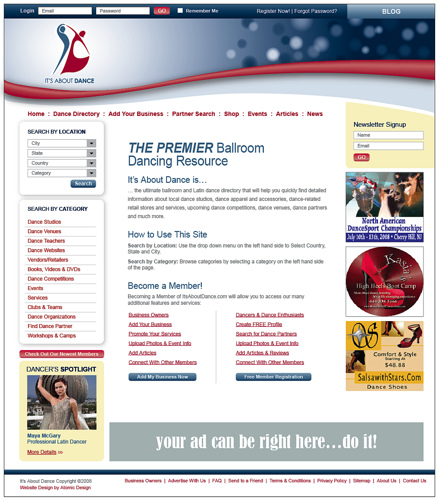 Login Email Password GO Remember Me Register Now! | Forgot Password? BLOG
IT'S ABOUT DANCE
Home : Dance Directory : Add Your Business : Partner Search : Shop : Events : Articles : News
SEARCH BY LOCATION
City
State
Country
Category
Search
SEARCH BY CATEGORY
Dance Studios
Dance Venues
Dance Teachers
Dance Websites
Vendors/Retailers
Books, Videos & DVDs
Dance Competitions
Events
Services
Clubs & Teams
Dance Organizations
Find Dance Partner
Workshops & Camps
Check Out Our Newest Members
DANCER'S SPOTLIGHT
Maya McGary
Professional Latin Dancer
More Details >>
THE PREMIER Ballroom
Dancing Resource
It's About Dance is…
… the ultimate ballroom and Latin dance directory that will help you quickly find detailed
information about local dance studios, dance apparel and accessories, dance-related
retail stores and services, upcoming dance competitions, dance venues, dance partners
and much more.
How to Use This Site
Search by Location: Use the drop down menu on the left hand side to Select Country,
State and City.
Search by Category: Browse categories by selecting a category on the left hand side
of the page.
Become a Member!
Becoming a Member of ItsAboutDance.com will allow you to access our many
additional features and services:
Business Owners
Add Your Business
Promote Your Services
Upload Photos & Event Info
Add Articles
Connect With Other Members
Add My Business Now
Dancers & Dance Enthusiasts
Create FREE Profile
Search for Dance Partners
Upload Photos & Event Info
Add Articles & Reviews
Connect With Other Members
Free Member Registration
Newsletter Signup
Name
Email
GO
North American
DanceSport Championships
July 10th - 13th, 2008 • Cherry Hill, NJ
High Heels Boot Camp
Comfort & Style
Starting At
$48.88
SalsawithStars.Com
Dance Shoes
your ad can be right here...do it!
It's About Dance Copyright ©2008
Website Design by Atomic Design
Business Owners | Advertise With Us | FAQ | Send to a Friend | Terms & Conditions | Privacy Policy | Sitemap | About Us | Contact Us